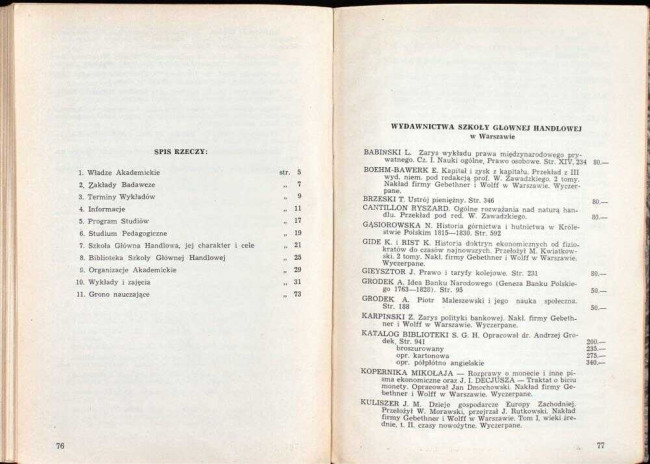 SPIS RZECZY:
1. Władze Akademickie str. 5
2. Zakłady Badawcze „ 7
3. Terminy Wykładów „ 9
4. Informacje „ 11
5. Program Studiów „ 17
6. Studium Pedagogiczne „ 19
7. Szkoła Główna Handlowa, jej charakter i cele „ 21
8. Biblioteka Szkoły Głównej Handlowej „ 25
9. Organizacje Akademickie „ 29
10. Wykłady i zajęcia „ 31
11. Grono nauczające „ 73
76
WYDAWNICTWA SZKOŁY GŁOWNEJ HANDLOWEJ
w Warszawie
BABIŃSKI L. Zarys wykładu prawa międzynarodowego pry-
watnego. Cz. I. Nauki ogólne, Prawo osobowe. Str. XIV, 234 80.—
BOEHM-BAWERK E. Kapitał i zysk z kapitału. Przekład z III
wyd. niem. pod redakcją prof. W. Zawadzkiego. 2 tomy.
Nakład firmy Gebethner i Wolff w Warszawie. Wyczer-
pane.
BRZESKI T. Ustrój pieniężny. Str. 346 80.—
CANTILLON RYSZARD. Ogólne rozważania nad naturą han-
dlu. Przekład pod red. W. Zawadzkiego. 80.—
GĄSIOROWSKA N. Historia górnictwa i hutnictwa w Króle-
stwie Polskim 1815—1830. Str. 592
GIDE K. i RIST K. Historia doktryn ekonomicznych od fizjo-
kratów do czasów najnowszych. Przełożył M. Kwiatkow-
ski. 2 tomy. Nakł. firmy Gebethner i Wolff w Warszawie.
Wyczerpane.
GIEYSZTOR J. Prawo i taryfy kolejowe. Str. 231 80.—
GRODEK A. Idea Banku Narodowego (Geneza Banku Polskie-
go 1763—1828). Str. 95 50.—
GRODEK A. Piotr Maleszewski i jego nauka społeczna.
Str. 188 50.—
KARPIŃSKI Z. Zarys polityki bankowej. Nakł. firmy Gebeth-
ner i Wolff w Warszawie. Wyczerpane.
KATALOG BIBLIOTEKI S. G. H. Opracował dr. Andrzej Gro-
dek, Str. 941 200.—
broszurowany 235.—
opr. kartonowa 275.—
opr. półpłótno angielskie 340.—
KOPERNIKA MIKOŁAJA — Rozprawy o monecie i inne pi-
sma ekonomiczne oraz J. L. DECJUSZA — Traktat o biciu
monety. Opracował Jan Dmochowski. Nakład firmy Ge-
bethner i Wolff w Warszawie. Wyczerpane.
KULISZER J. M. Dzieje gospodarcze Europy Zachodniej.
Przełożył W. Morawski, przejrzał J. Rutkowski. Nakład
firmy Gebethner i Wolff w Warszawie. Tom I, wieki śre-
dnie, t. II. czasy nowożytne. Wyczerpane.
77